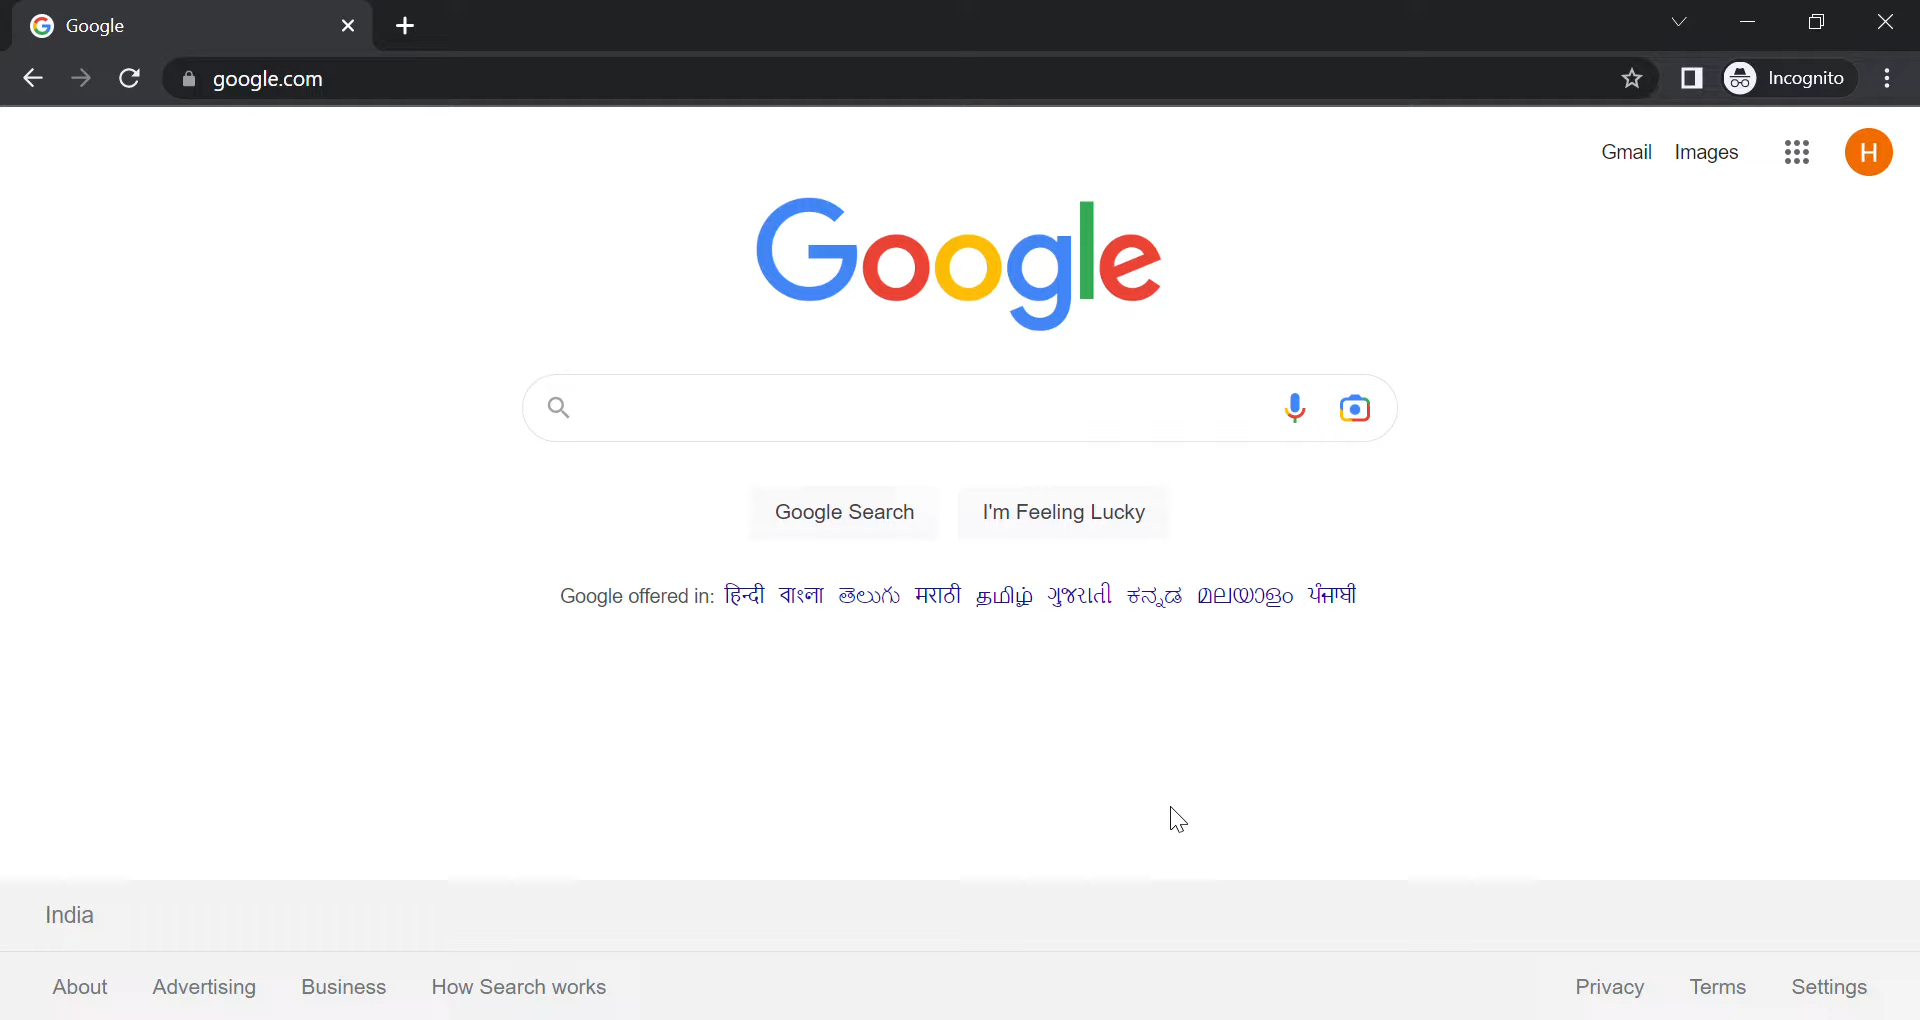 Google
google.com
Incognito
Gmail Images
H
Google
Google Search I'm Feeling Lucky
Google offered in: हिन्दी বাংলা తెలుగు मराठी தமிழ் ગુજરાતી ಕನ್ನಡ മലയാളം ਪੰਜਾਬੀ
India
About Advertising Business How Search works Privacy Terms Settings